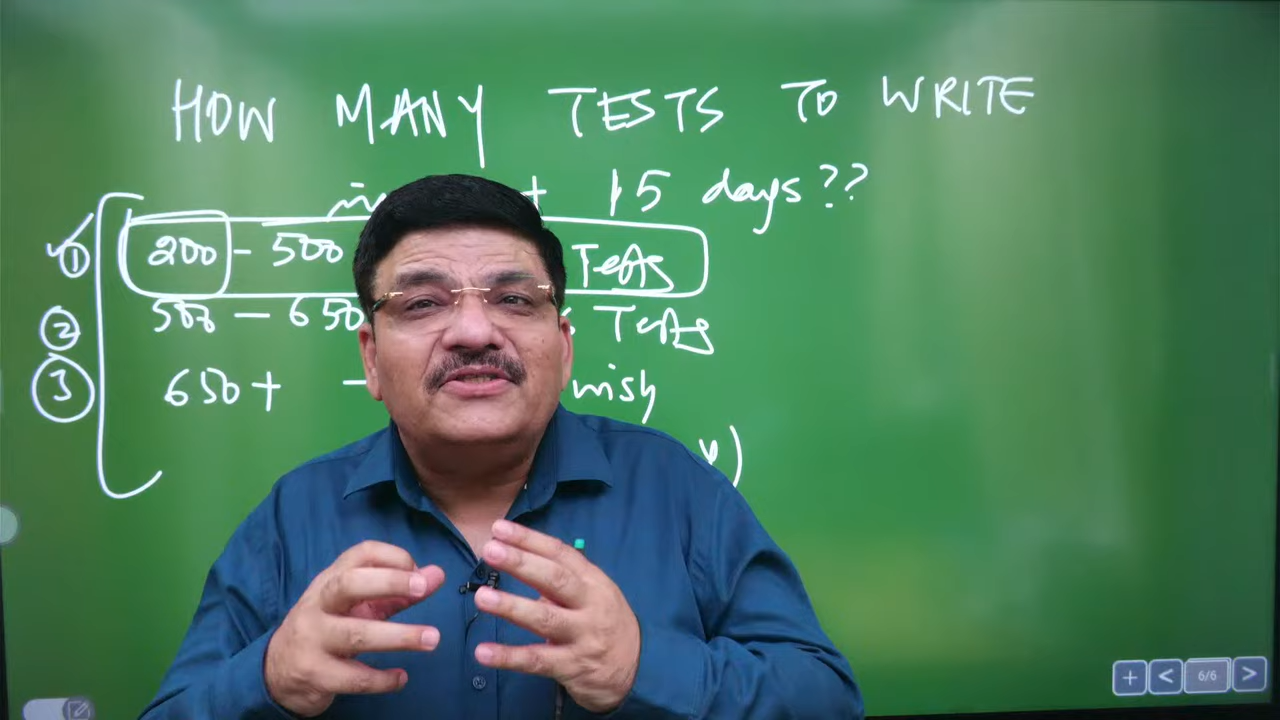 HOW MANY TESTS TO WRITE
15 days??
① 200 - 500 Tests
② 500 - 650 Tests
③ 650+ - wish
)
6/6